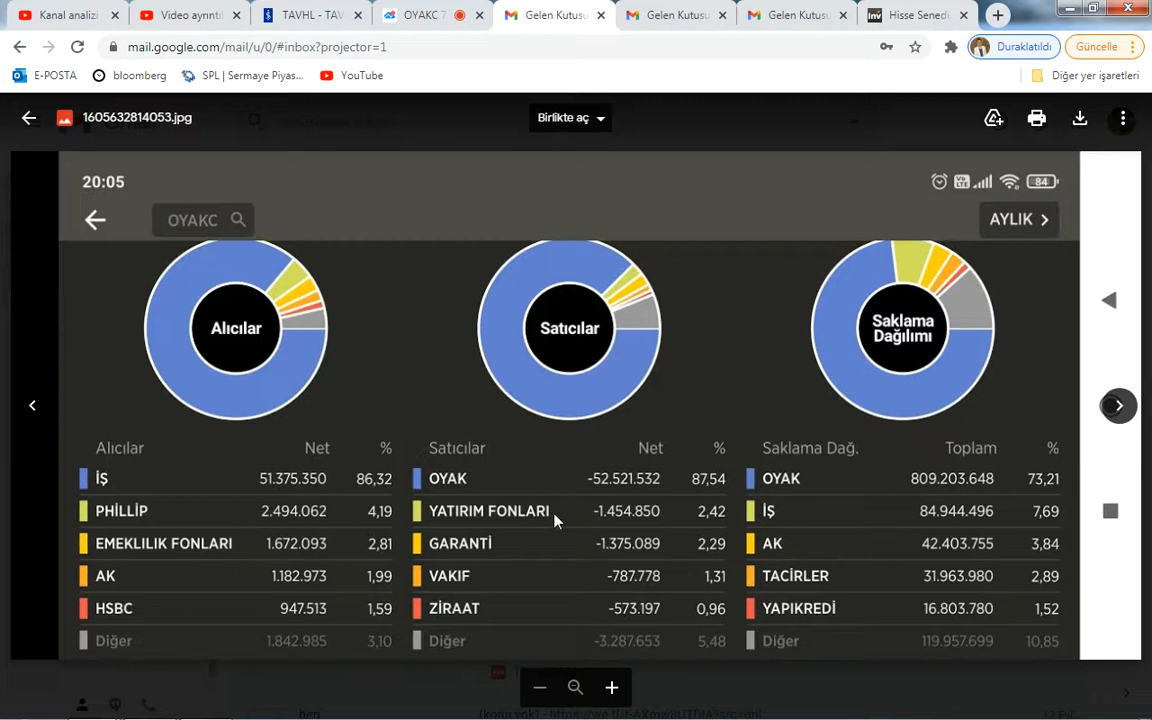 Kanal analizi
Video ayrıntıl
TAVHL - TAV
OYAKC 7
Gelen Kutusu
Gelen Kutusu
Gelen Kutusu
Hisse Senedi
mail.google.com/mail/u/0/#inbox?projector=1
Duraklatıldı
Güncelle
E-POSTA
bloomberg
SPL | Sermaye Piyas...
YouTube
Diğer yer işaretleri
1605632814053.jpg
Birlikte aç
20:05
84
OYAKC
AYLIK
Alıcılar
Satıcılar
Saklama
Dağılımı
Alıcılar Net %
İŞ 51.375.350 86,32
PHİLLİP 2.494.062 4,19
EMEKLILIK FONLARI 1.672.093 2,81
AK 1.182.973 1,99
HSBC 947.513 1,59
Diğer 1.842.985 3,10
Satıcılar Net %
OYAK -52.521.532 87,54
YATIRIM FONLARI -1.454.850 2,42
GARANTİ -1.375.089 2,29
VAKIF -787.778 1,31
ZİRAAT -573.197 0,96
Diğer -3.287.653 5,48
Saklama Dağ. Toplam %
OYAK 809.203.648 73,21
İŞ 84.944.496 7,69
AK 42.403.755 3,84
TACİRLER 31.963.980 2,89
YAPIKREDİ 16.803.780 1,52
Diğer 119.957.699 10,85